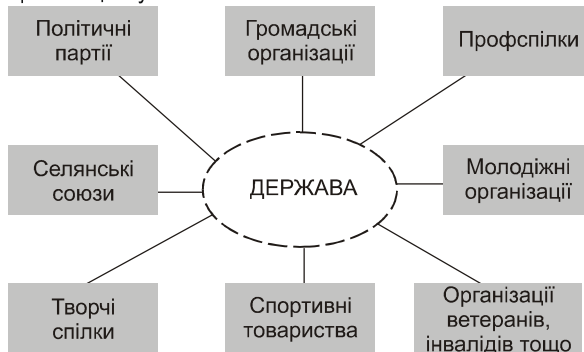 Політичні
партії
Громадські
організації
Профспілки
Селянські
союзи
ДЕРЖАВА
Молодіжні
організації
Творчі
спілки
Спортивні
товариства
Організації
ветеранів,
інвалідів тощо